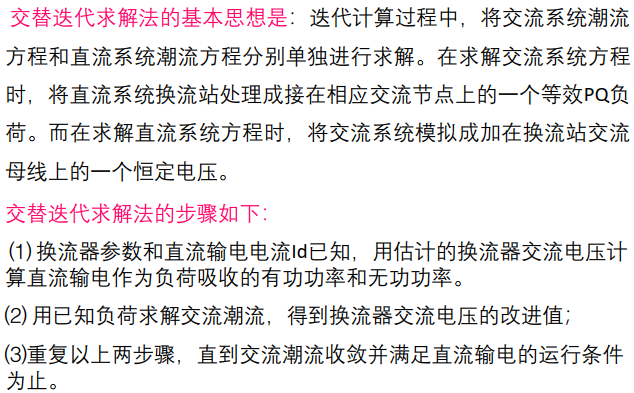 交替迭代求解法的基本思想是：迭代计算过程中，将交流系统潮流
方程和直流系统潮流方程分别单独进行求解。在求解交流系统方程
时，将直流系统换流站处理成接在相应交流节点上的一个等效PQ负
荷。而在求解直流系统方程时，将交流系统模拟成加在换流站交流
母线上的一个恒定电压。
交替迭代求解法的步骤如下：
(1) 换流器参数和直流输电电流Id已知，用估计的换流器交流电压计
算直流输电作为负荷吸收的有功功率和无功功率。
(2) 用已知负荷求解交流潮流，得到换流器交流电压的改进值；
(3)重复以上两步骤，直到交流潮流收敛并满足直流输电的运行条件
为止。